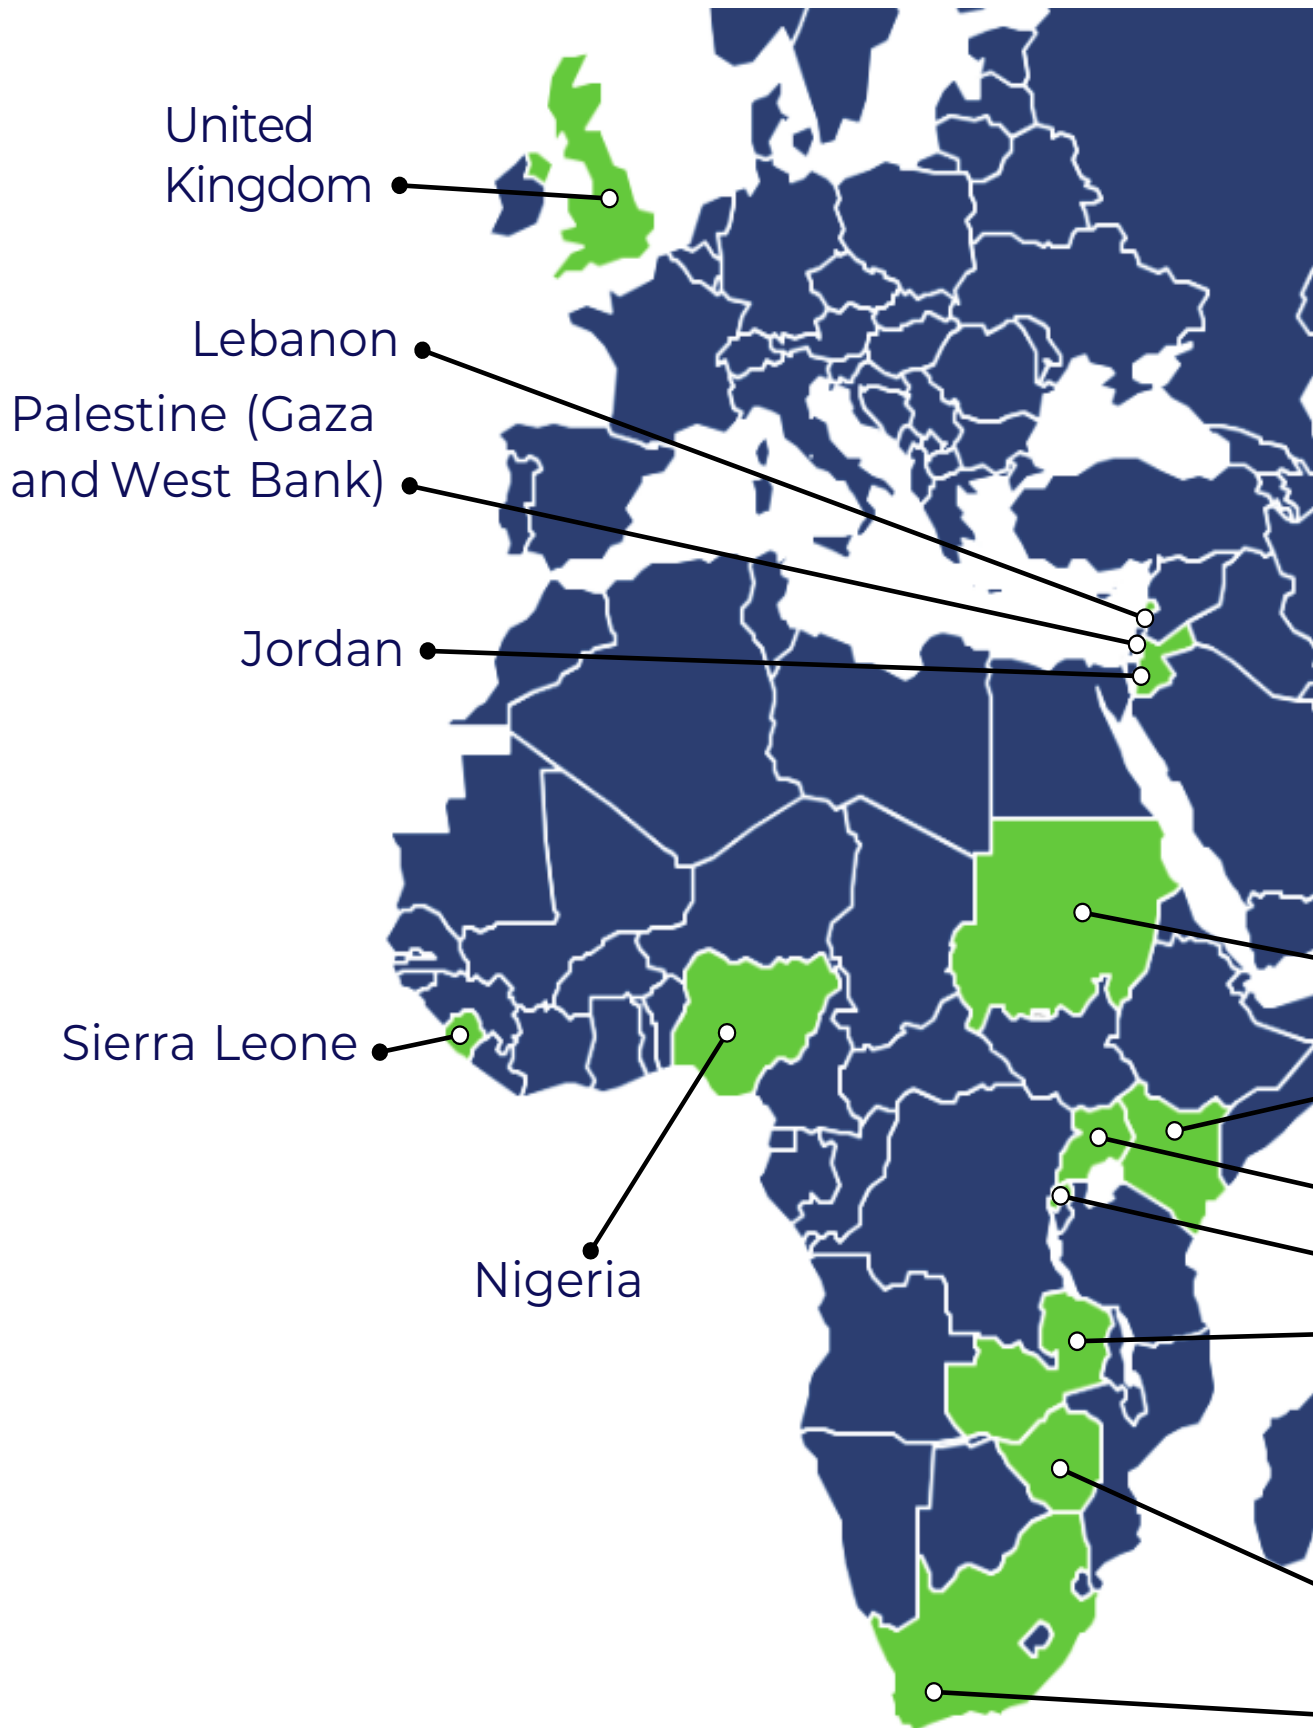 United
Kingdom
Lebanon
Palestine (Gaza
and West Bank)
Jordan
Sierra Leone
Nigeria